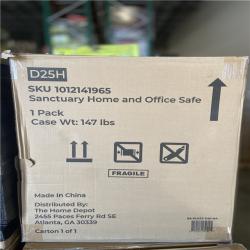 D25H
SKU 1012141965
Sanctuary Home and Office Safe
1 Pack
Case Wt: 147 lbs
FRAGILE
Made in China
Distributed by
The Home Depot
2455 Paces Ferry Rd SE
Atlanta, GA 30339
Carton 1 of 1